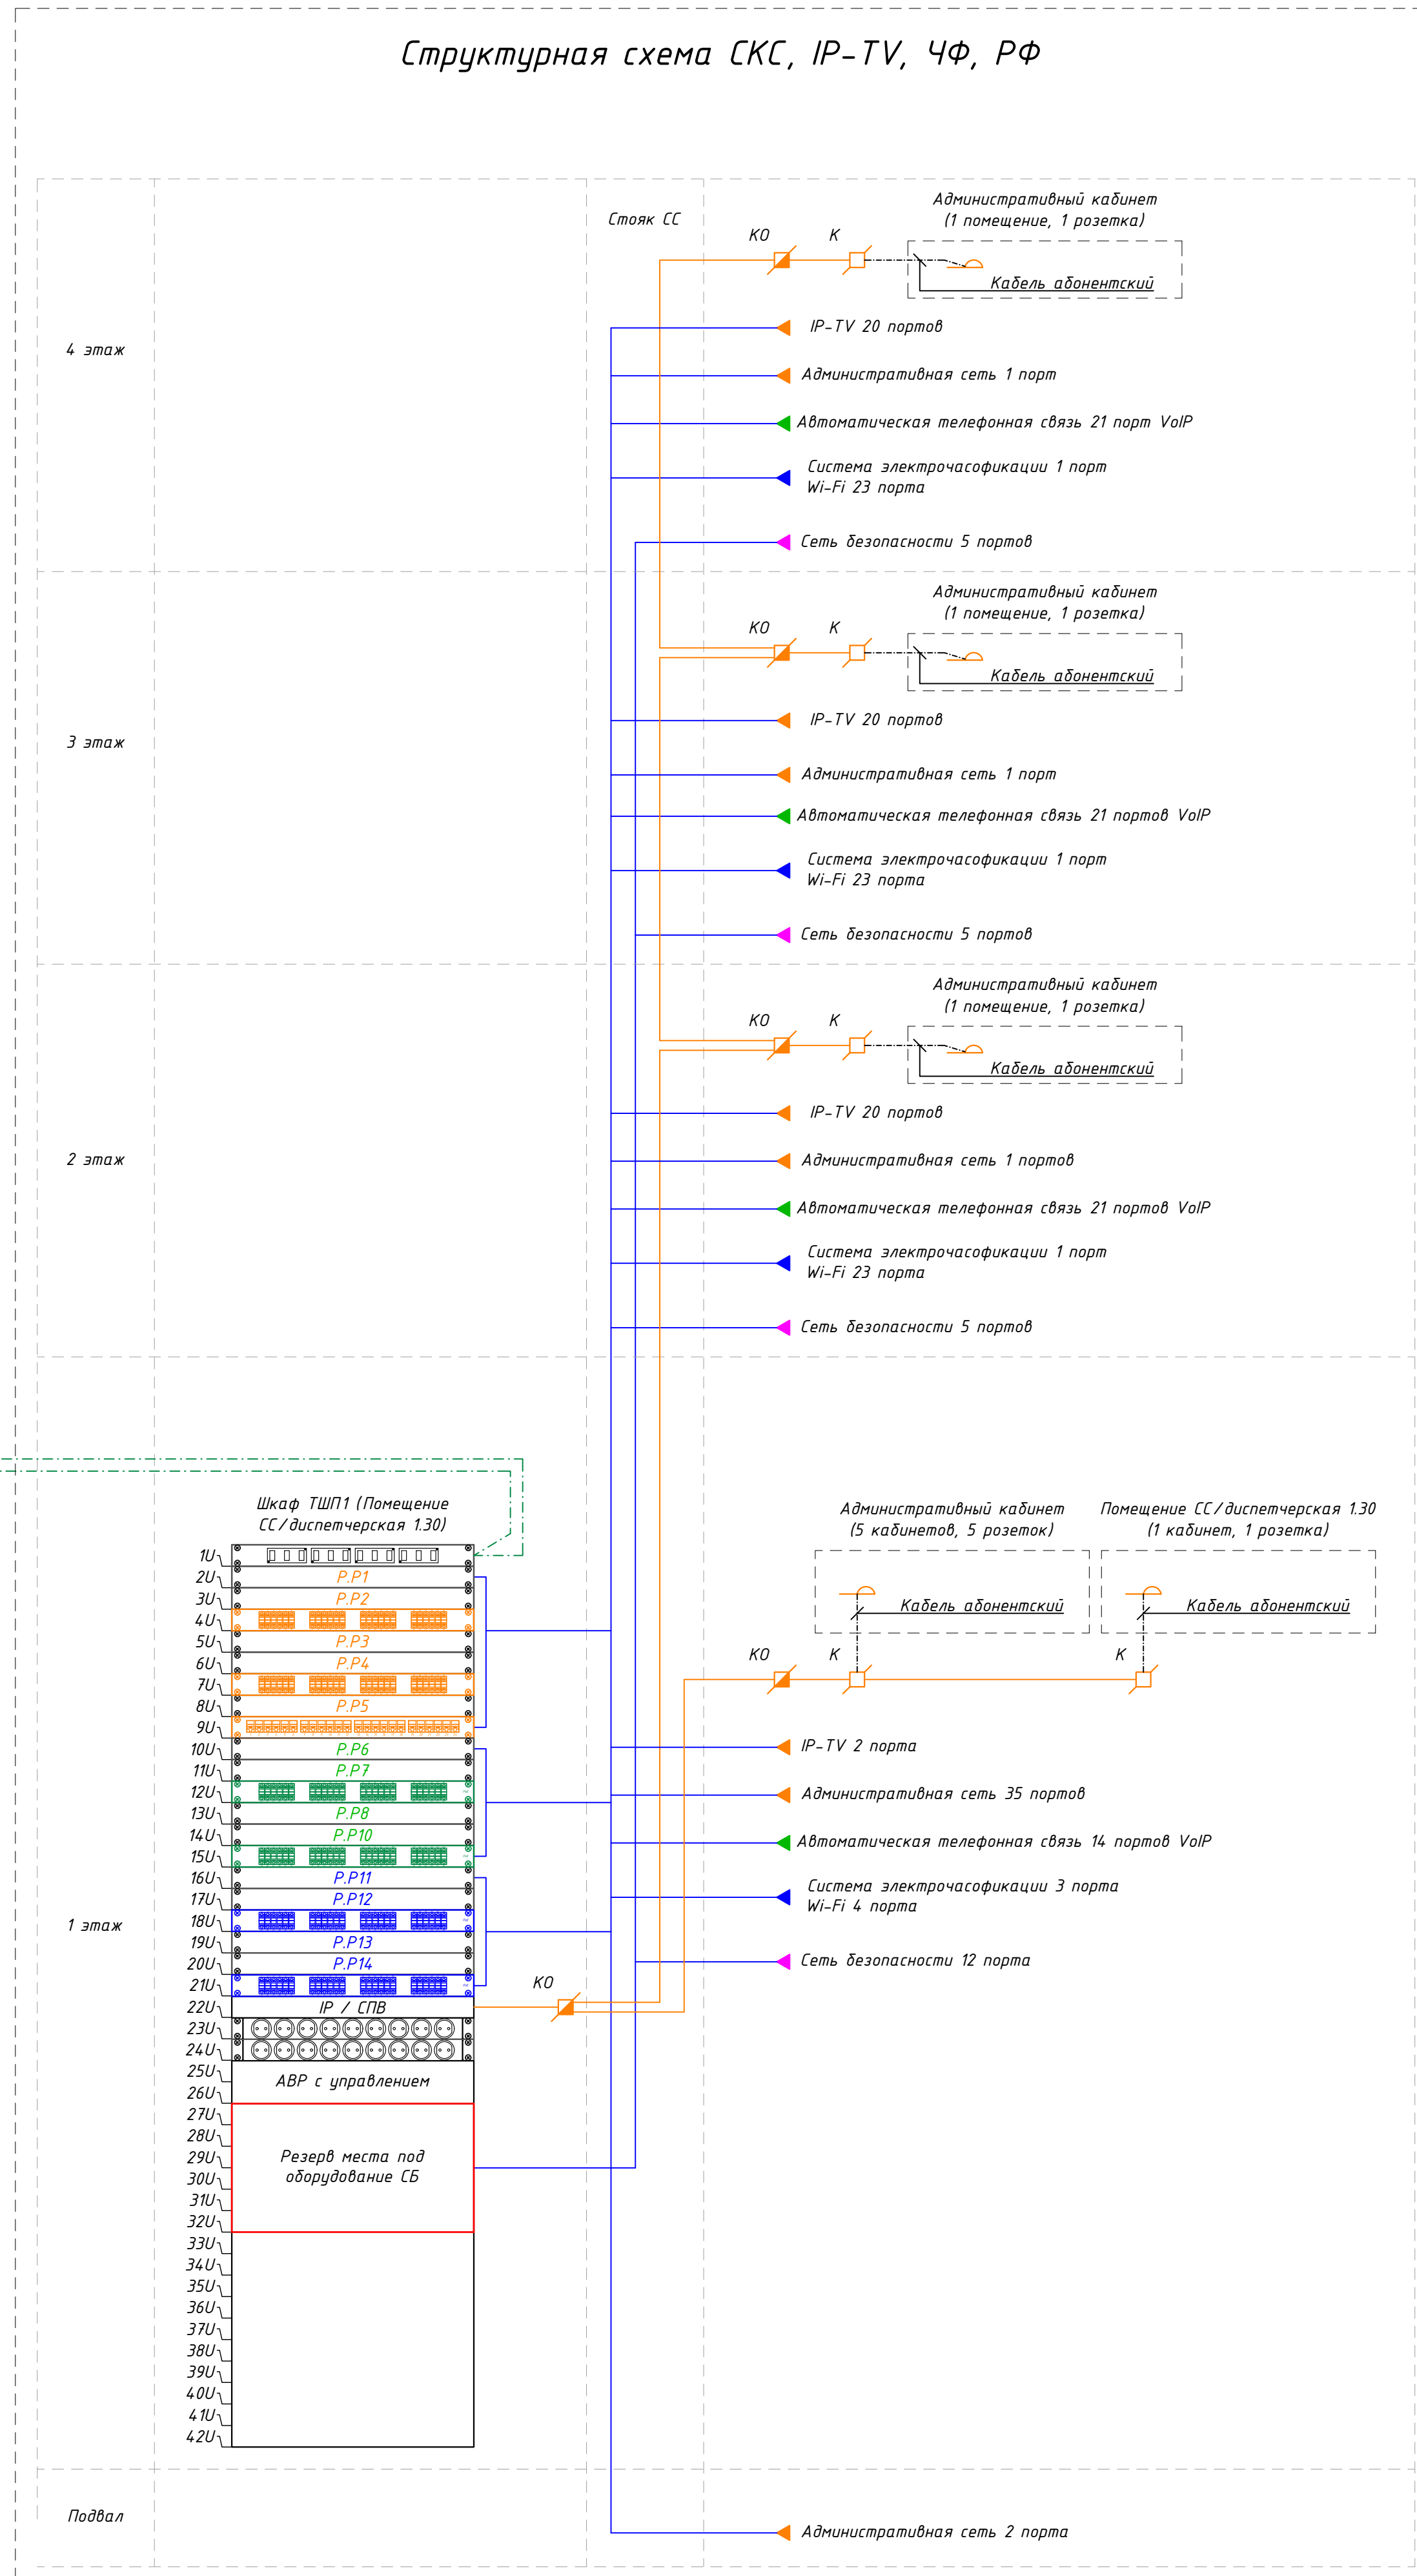 Структурная схема СКС, IP-TV, ЧФ, РФ
Стояк СС
4 этаж
КО
К
Административный кабинет
(1 помещение, 1 розетка)
Кабель абонентский
IP-TV 20 портов
Административная сеть 1 порт
Автоматическая телефонная связь 21 порт VoIP
Система электрочасофикации 1 порт
Wi-Fi 23 порта
Сеть безопасности 5 портов
3 этаж
КО
К
Административный кабинет
(1 помещение, 1 розетка)
Кабель абонентский
IP-TV 20 портов
Административная сеть 1 порт
Автоматическая телефонная связь 21 портов VoIP
Система электрочасофикации 1 порт
Wi-Fi 23 порта
Сеть безопасности 5 портов
2 этаж
КО
К
Административный кабинет
(1 помещение, 1 розетка)
Кабель абонентский
IP-TV 20 портов
Административная сеть 1 портов
Автоматическая телефонная связь 21 портов VoIP
Система электрочасофикации 1 порт
Wi-Fi 23 порта
Сеть безопасности 5 портов
1 этаж
Шкаф ТШП1 (Помещение
СС/диспетчерская 1.30)
1U
2U
P.P1
3U
P.P2
4U
5U
P.P3
6U
P.P4
7U
8U
P.P5
9U
10U
P.P6
11U
P.P7
12U
13U
P.P8
14U
P.P10
15U
16U
P.P11
17U
P.P12
18U
19U
P.P13
20U
P.P14
21U
22U
IP / СПВ
23U
24U
25U
АВР с управлением
26U
27U
28U
29U
Резерв места под
оборудование СБ
30U
31U
32U
33U
34U
35U
36U
37U
38U
39U
40U
41U
42U
КО
Административный кабинет
(5 кабинетов, 5 розеток)
Кабель абонентский
Помещение СС/диспетчерская 1.30
(1 кабинет, 1 розетка)
Кабель абонентский
КО
К
К
IP-TV 2 порта
Административная сеть 35 портов
Автоматическая телефонная связь 14 портов VoIP
Система электрочасофикации 3 порта
Wi-Fi 4 порта
Сеть безопасности 12 порта
Подвал
Административная сеть 2 порта